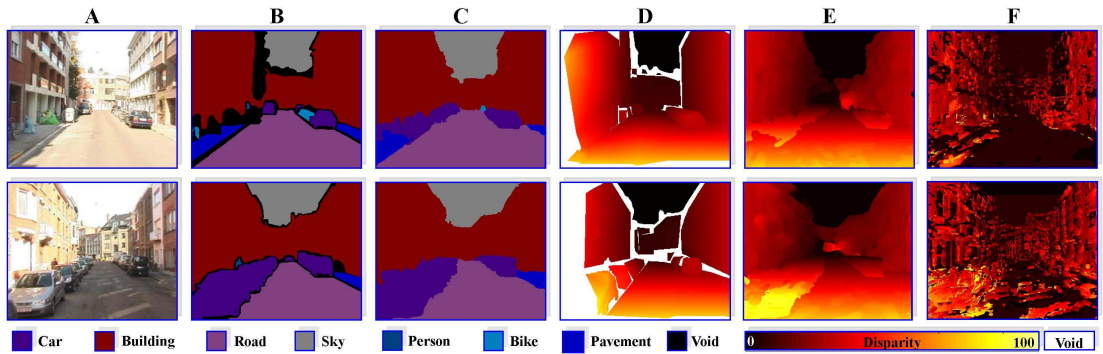 A B C D E F
Car Building Road Sky Person Bike Pavement Void 0 Disparity 100 Void